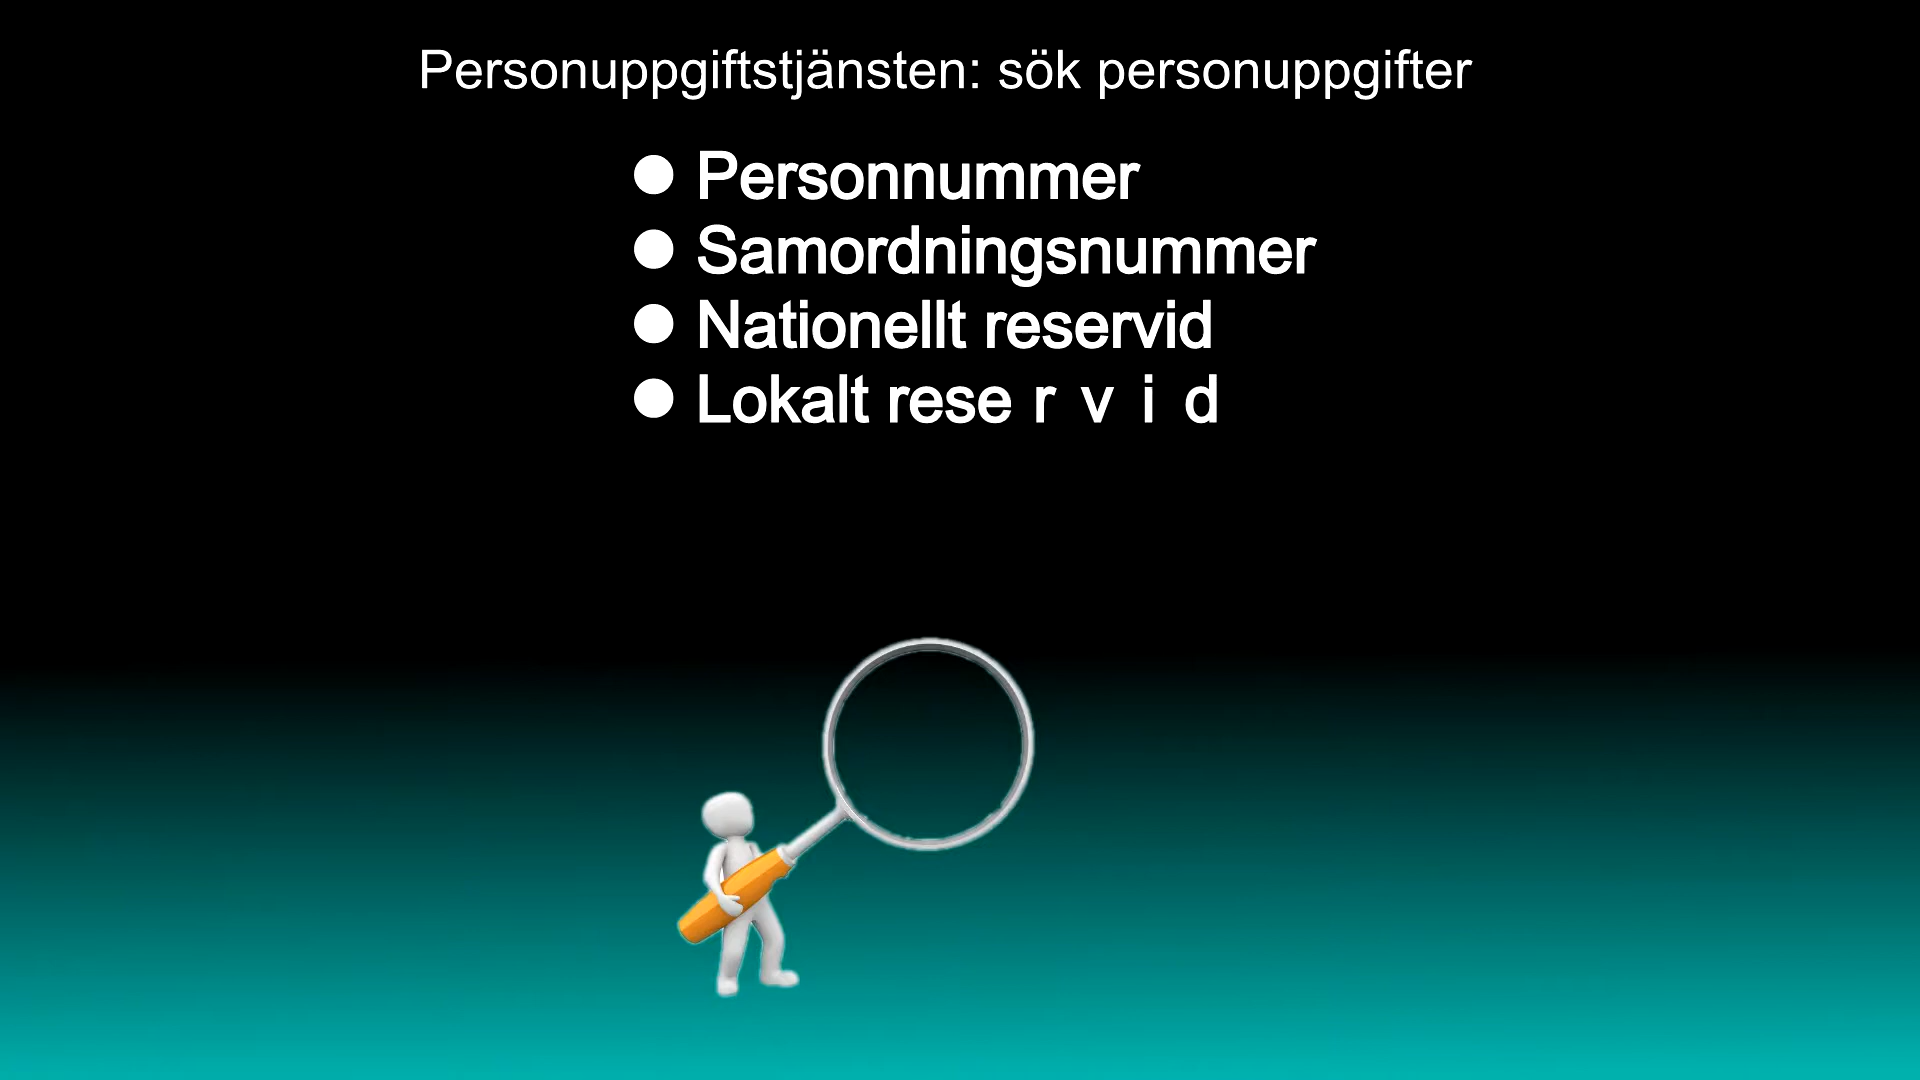 Personuppgiftstjänsten: sök personuppgifter
● Personnummer
● Samordningsnummer
● Nationellt reservid
● Lokalt rese r v i d